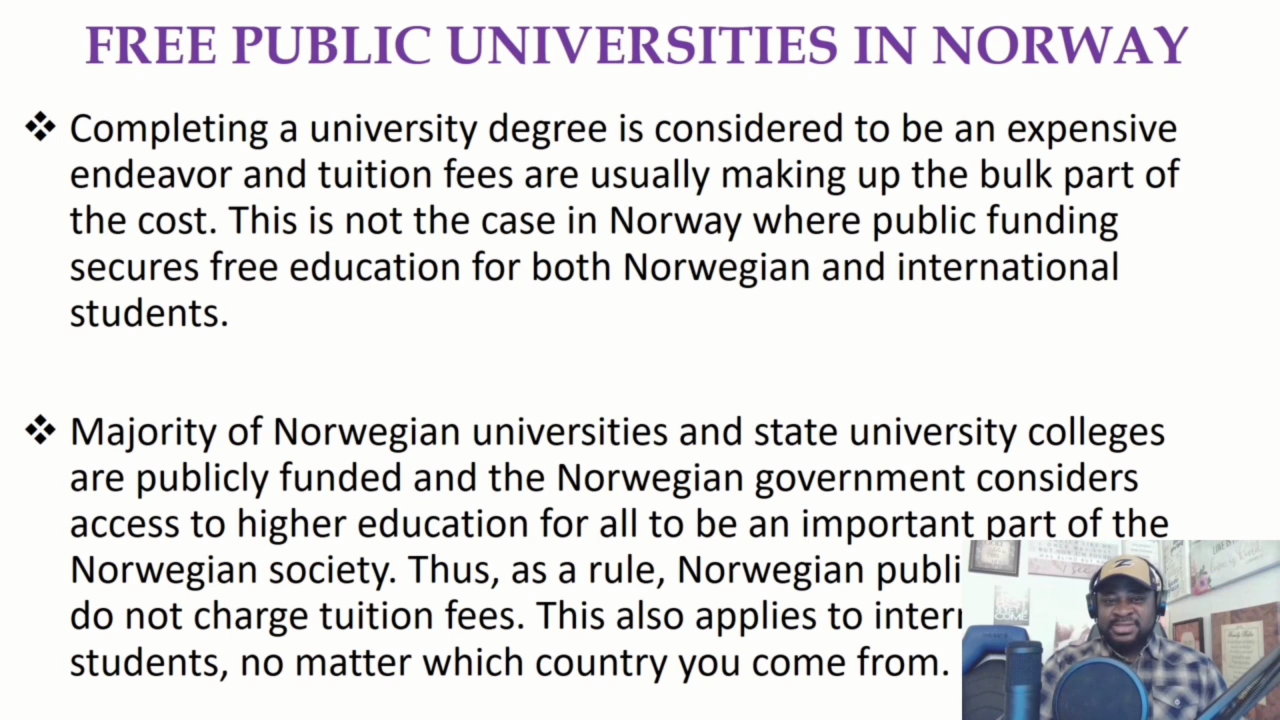 FREE PUBLIC UNIVERSITIES IN NORWAY
❖ Completing a university degree is considered to be an expensive
endeavor and tuition fees are usually making up the bulk part of
the cost. This is not the case in Norway where public funding
secures free education for both Norwegian and international
students.
❖ Majority of Norwegian universities and state university colleges
are publicly funded and the Norwegian government considers
access to higher education for all to be an important part of the
Norwegian society. Thus, as a rule, Norwegian publi
do not charge tuition fees. This also applies to inter
students, no matter which country you come from.